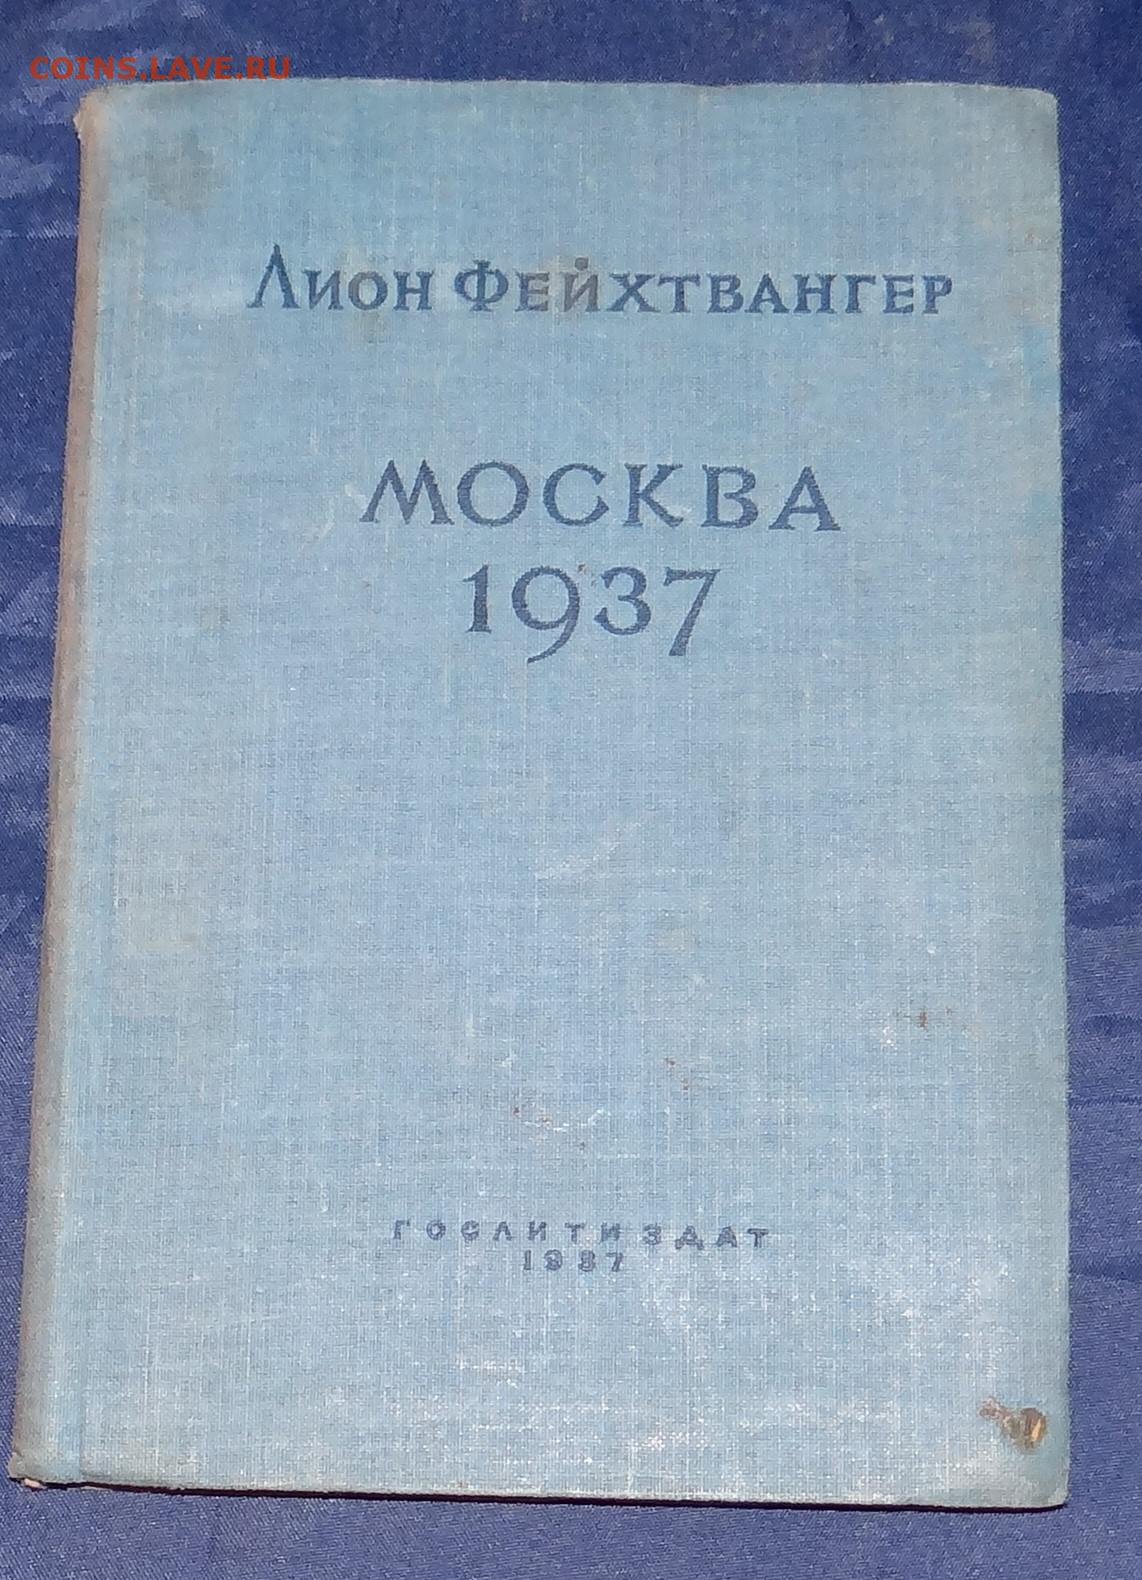 COINS.LAVE.RU
Лион Фейхтвангер
МОСКВА
1937
ГОСЛИТИЗДАТ
1937